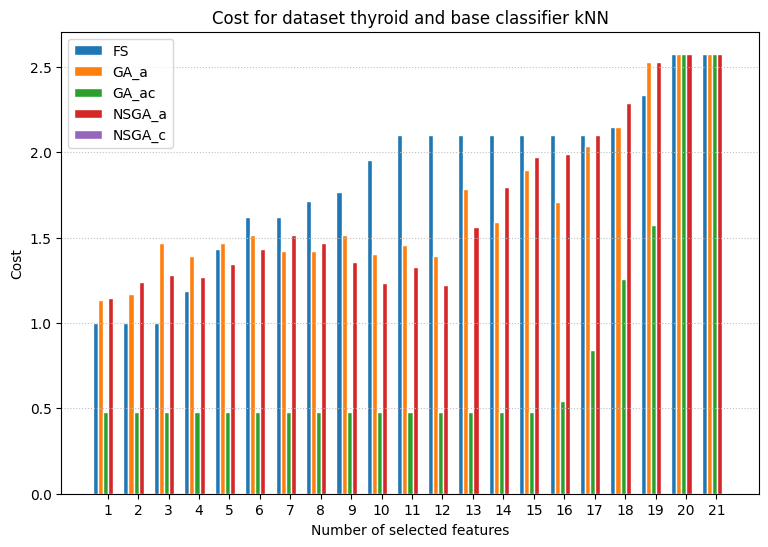 Cost for dataset thyroid and base classifier kNN
FS
GA_a
GA_ac
NSGA_a
NSGA_c
2.5
2.0
1.5
1.0
0.5
0.0
Cost
1 2 3 4 5 6 7 8 9 10 11 12 13 14 15 16 17 18 19 20 21
Number of selected features